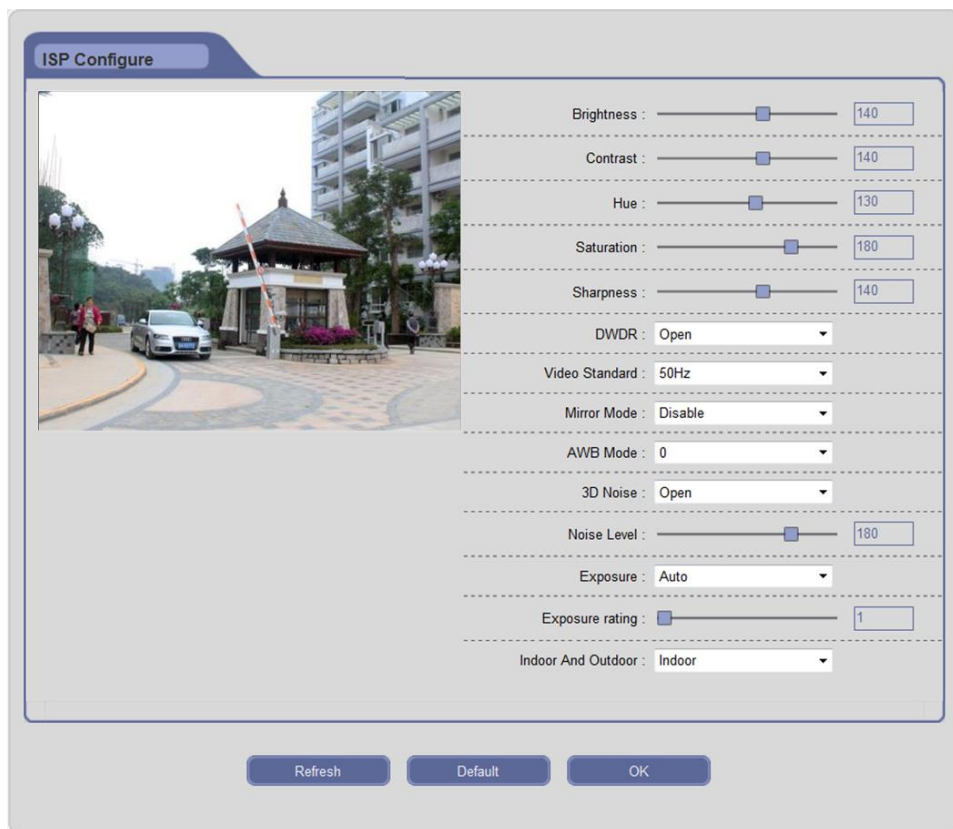 ISP Configure
Brightness : 140
Contrast : 140
Hue : 130
Saturation : 180
Sharpness : 140
DWDR : Open
Video Standard : 50Hz
Mirror Mode : Disable
AWB Mode : 0
3D Noise : Open
Noise Level : 180
Exposure : Auto
Exposure rating : 1
Indoor And Outdoor : Indoor
Refresh Default OK